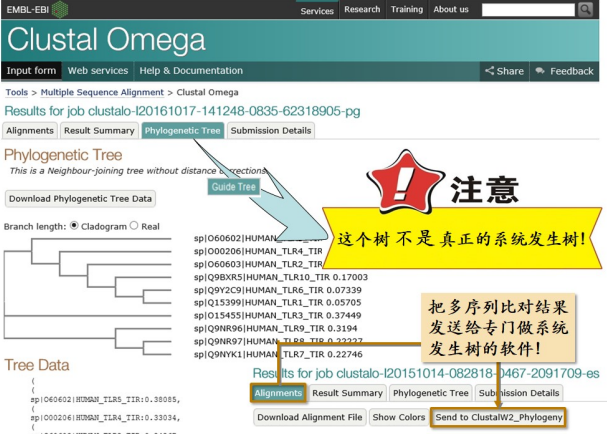 EMBL-EBI
Services Research Training About us
Clustal Omega
Input form Web services Help & Documentation
Share Feedback
Tools > Multiple Sequence Alignment > Clustal Omega
Results for job clustalo-I20161017-141248-0835-62318905-pg
Alignments Result Summary Phylogenetic Tree Submission Details
Phylogenetic Tree
This is a Neighbour-joining tree without distance corrections.
Guide Tree
Download Phylogenetic Tree Data
注意
这个树不是真正的系统发生树!
Branch length: Cladogram Real
sp|O60602|HUMAN_
sp|O00206|HUMAN_TLR4_TIR
sp|O60603|HUMAN_TLR2_TIR
sp|Q9BXR5|HUMAN_TLR10_TIR 0.17003
sp|Q9Y2C9|HUMAN_TLR6_TIR 0.07339
sp|Q15399|HUMAN_TLR1_TIR 0.05705
sp|O15455|HUMAN_TLR3_TIR 0.37449
sp|Q9NR96|HUMAN_TLR9_TIR 0.3194
sp|Q9NR97|HUMAN_TLR8_TIR 0.22227
sp|Q9NYK1|HUMAN_TLR7_TIR 0.22746
把多序列比对结果
发送给专门做系统
发生树的软件!
Tree Data
(
(
sp|O60602|HUMAN_TLR5_TIR:0.38085,
(
sp|O00206|HUMAN_TLR4_TIR:0.33034,
(
Results for job clustalo-I20151014-082818-0467-2091709-es
Alignments Result Summary Phylogenetic Tree Submission Details
Download Alignment File Show Colors Send to ClustalW2_Phylogeny